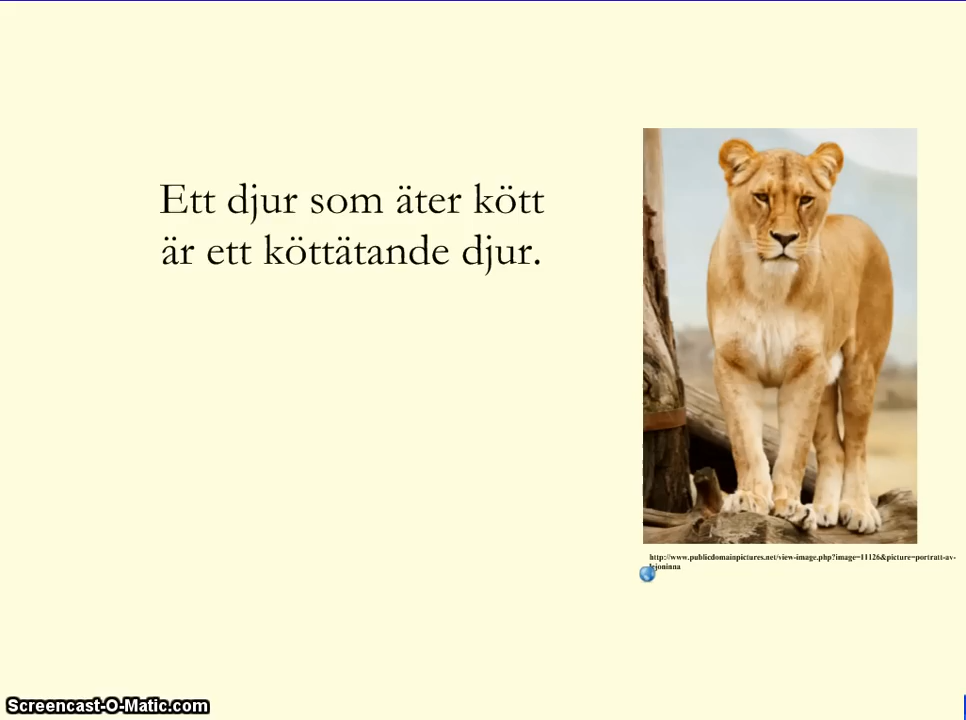 Ett djur som äter kött
är ett köttätande djur.
http://www.publicdomainpictures.net/view-image.php?image=11126&picture=portratt-av-
lejoninna
Screencast-O-Matic.com